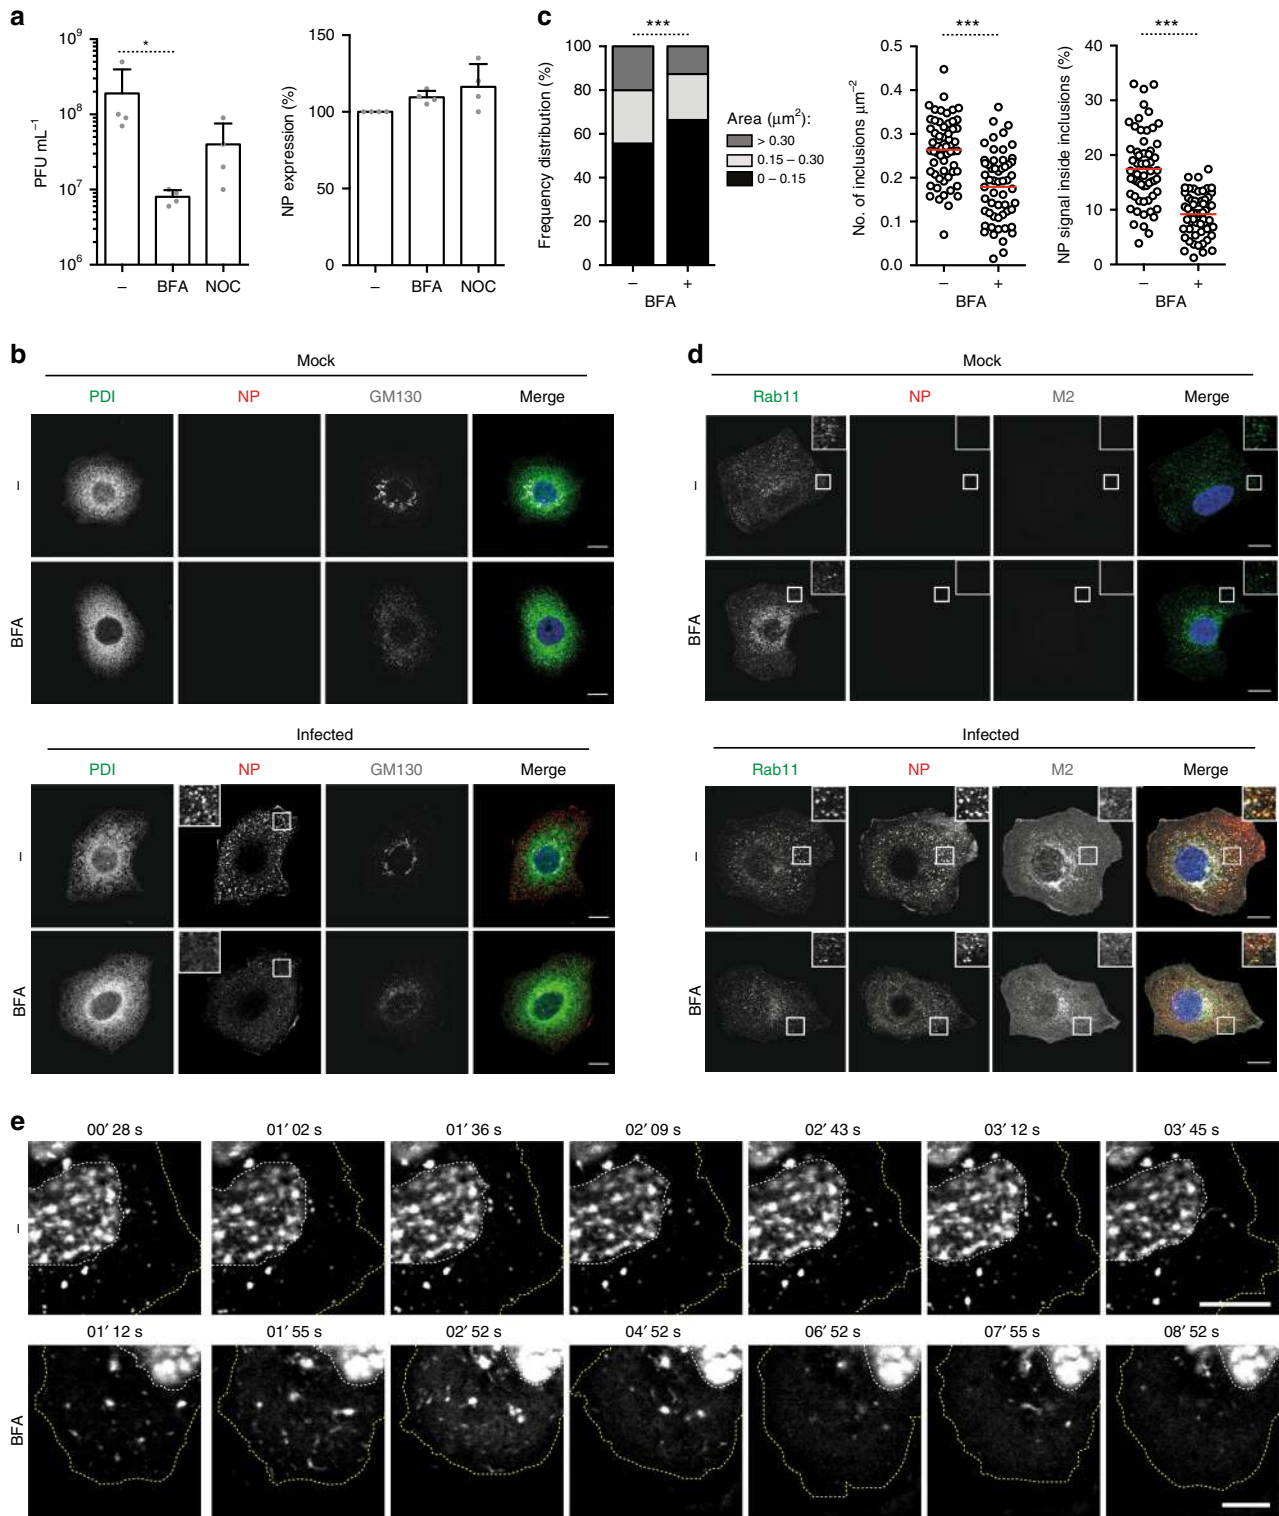 a
10⁹
10⁸
10⁷
10⁶
PFU mL⁻¹
*
– BFA NOC
150
100
50
0
NP expression (%)
– BFA NOC
c
***
100
80
60
40
20
0
Frequency distribution (%)
– +
BFA
Area (μm²):
> 0.30
0.15 – 0.30
0 – 0.15
***
0.5
0.4
0.3
0.2
0.1
0.0
No. of inclusions μm⁻²
– +
BFA
***
40
30
20
10
0
NP signal inside inclusions (%)
– +
BFA
b
Mock
PDI NP GM130 Merge
–
BFA
Infected
PDI NP GM130 Merge
–
BFA
d
Mock
Rab11 NP M2 Merge
–
BFA
Infected
Rab11 NP M2 Merge
–
BFA
e
00′ 28 s 01′ 02 s 01′ 36 s 02′ 09 s 02′ 43 s 03′ 12 s 03′ 45 s
–
01′ 12 s 01′ 55 s 02′ 52 s 04′ 52 s 06′ 52 s 07′ 55 s 08′ 52 s
BFA